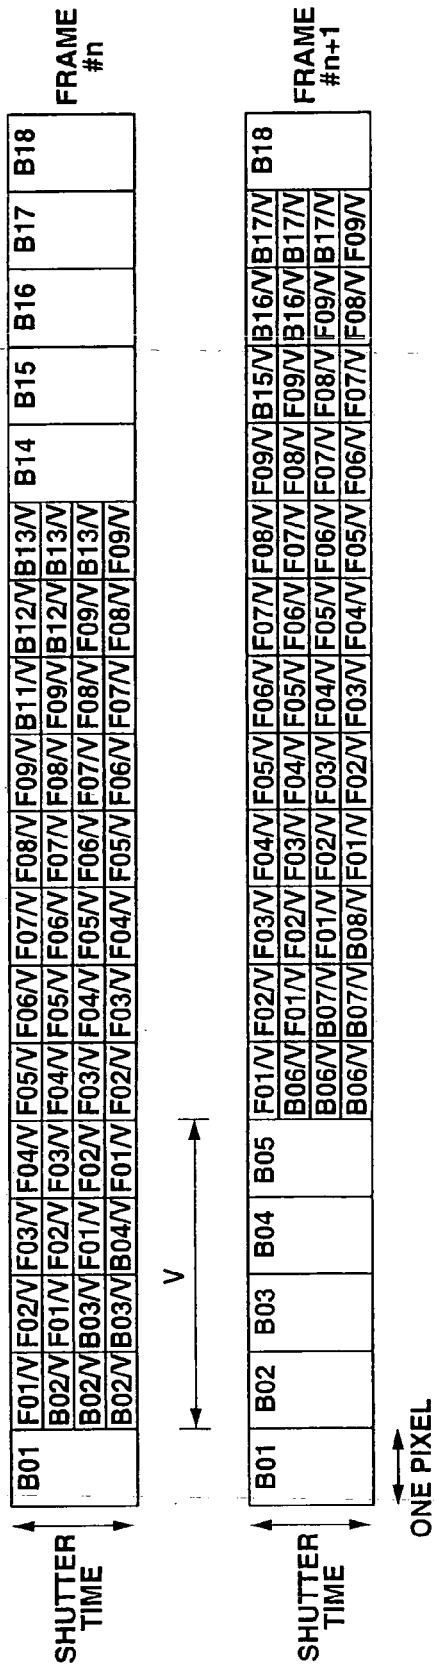 SHUTTER
TIME
B01 F01/V F02/V F03/V F04/V F05/V F06/V F07/V F08/V F09/V B11/V B12/V B13/V B14 B15 B16 B17 B18
B02/V F01/V F02/V F03/V F04/V F05/V F06/V F07/V F08/V F09/V B12/V B13/V
B02/V B03/V F01/V F02/V F03/V F04/V F05/V F06/V F07/V F08/V F09/V B13/V
B02/V B03/V B04/V F01/V F02/V F03/V F04/V F05/V F06/V F07/V F08/V F09/V
FRAME
#n
V
SHUTTER
TIME
B01 B02 B03 B04 B05 F01/V F02/V F03/V F04/V F05/V F06/V F07/V F08/V F09/V B15/V B16/V B17/V B18
B06/V F01/V F02/V F03/V F04/V F05/V F06/V F07/V F08/V F09/V B16/V B17/V
B06/V B07/V F01/V F02/V F03/V F04/V F05/V F06/V F07/V F08/V F09/V B17/V
B06/V B07/V B08/V F01/V F02/V F03/V F04/V F05/V F06/V F07/V F08/V F09/V
FRAME
#n+1
ONE PIXEL